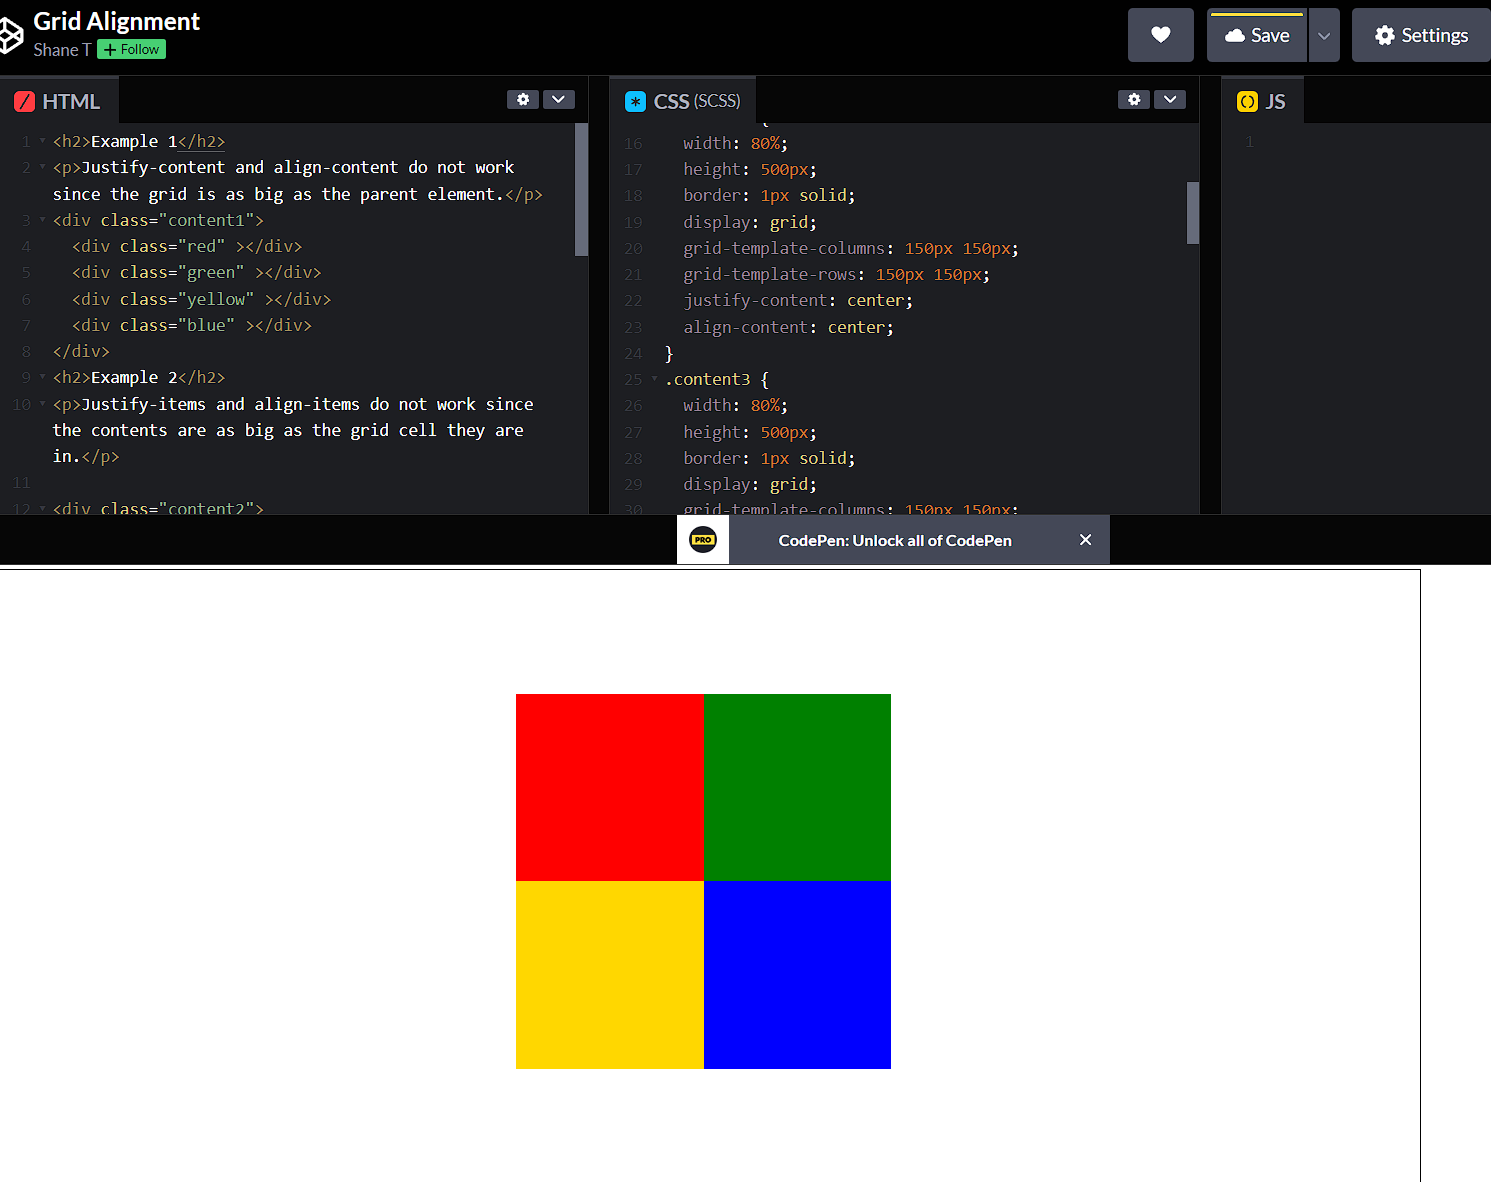 Grid Alignment
Shane T + Follow
Save
Settings
HTML
1 <h2>Example 1</h2>
2 <p>Justify-content and align-content do not work
since the grid is as big as the parent element.</p>
3 <div class="content1">
4 <div class="red" ></div>
5 <div class="green" ></div>
6 <div class="yellow" ></div>
7 <div class="blue" ></div>
8 </div>
9 <h2>Example 2</h2>
10 <p>Justify-items and align-items do not work since
the contents are as big as the grid cell they are
in.</p>
11
12 <div class="content2">
CSS (SCSS)
{
16 width: 80%;
17 height: 500px;
18 border: 1px solid;
19 display: grid;
20 grid-template-columns: 150px 150px;
21 grid-template-rows: 150px 150px;
22 justify-content: center;
23 align-content: center;
24 }
25 .content3 {
26 width: 80%;
27 height: 500px;
28 border: 1px solid;
29 display: grid;
30 grid-template-columns: 150px 150px;
JS
1
PRO CodePen: Unlock all of CodePen